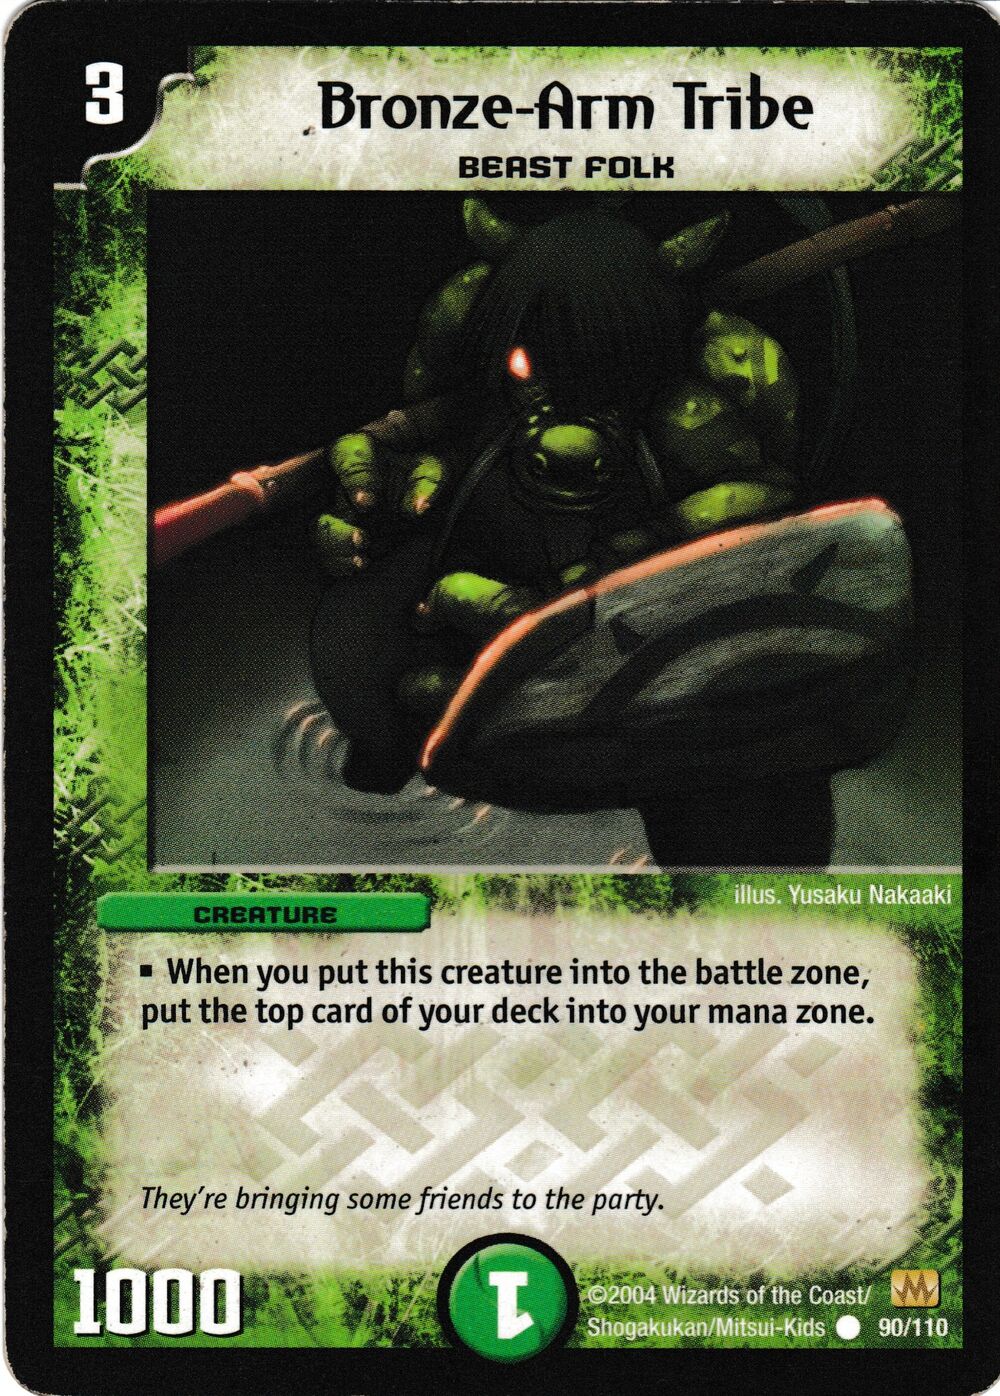 3
Bronze-Arm Tribe
BEAST FOLK
illus. Yusaku Nakaaki
CREATURE
▪ When you put this creature into the battle zone,
put the top card of your deck into your mana zone.
They're bringing some friends to the party.
1000
1
©2004 Wizards of the Coast/
Shogakukan/Mitsui-Kids ● 90/110